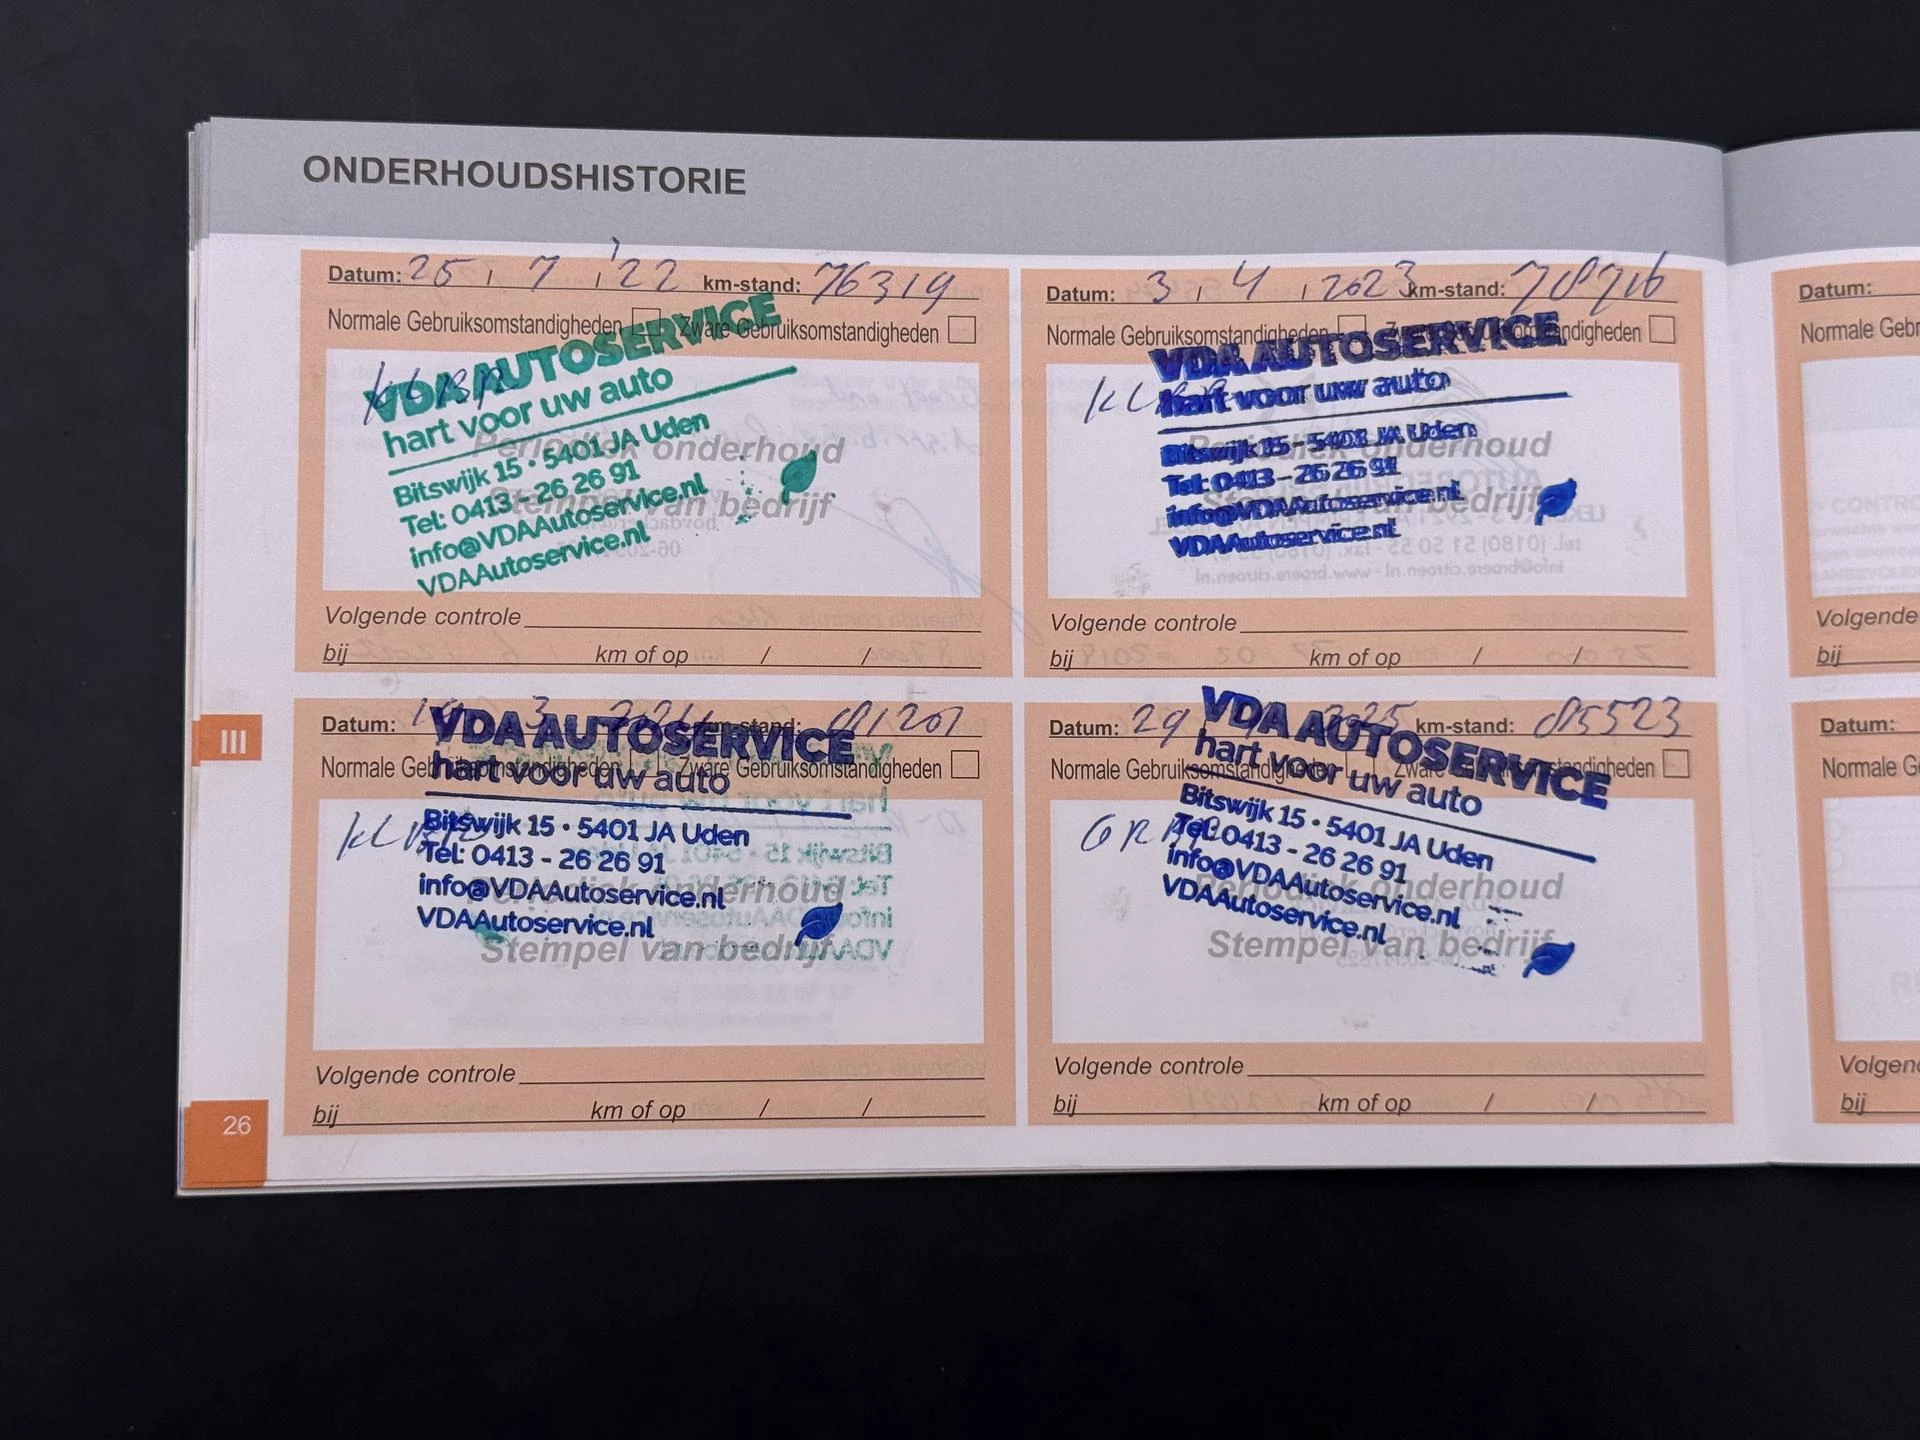 ONDERHOUDSHISTORIE
Datum: 25 / 7 / '22 km-stand: 76319
Normale Gebruiksomstandigheden Zware Gebruiksomstandigheden
VDA AUTOSERVICE
hart voor uw auto
Periodiek onderhoud
Bitswijk 15 • 5401 JA Uden
Tel: 0413 - 26 26 91
Stempel van bedrijf
info@VDAAutoservice.nl
VDAAutoservice.nl
Volgende controle
bij km of op / /
Datum: 3 / 4 / 2023 km-stand: 78716
Normale Gebruiksomstandigheden Zware Gebruiksomstandigheden
VDA AUTOSERVICE
hart voor uw auto
Periodiek onderhoud
Bitswijk 15 - 5401 JA Uden
Tel: 0413 - 26 26 91
Stempel van bedrijf
info@VDAAutoservice.nl
VDAAutoservice.nl
Volgende controle
bij km of op / /
Datum: 3 km-stand: 81201
VDA AUTOSERVICE
Normale Gebruiksomstandigheden Zware Gebruiksomstandigheden
hart voor uw auto
Bitswijk 15 • 5401 JA Uden
Tel: 0413 - 26 26 91
info@VDAAutoservice.nl
Periodiek onderhoud
VDAAutoservice.nl
Stempel van bedrijf
Volgende controle
bij km of op / /
Datum: 29 2025 km-stand: 85523
VDA AUTOSERVICE
Normale Gebruiksomstandigheden Zware Gebruiksomstandigheden
hart voor uw auto
Bitswijk 15 • 5401 JA Uden
Tel: 0413 - 26 26 91
info@VDAAutoservice.nl
Periodiek onderhoud
VDAAutoservice.nl
Stempel van bedrijf
Volgende controle
bij km of op / /
III
26
Datum:
Normale Gebr
Volgende
bij
Datum:
Normale G
Volgen
bij